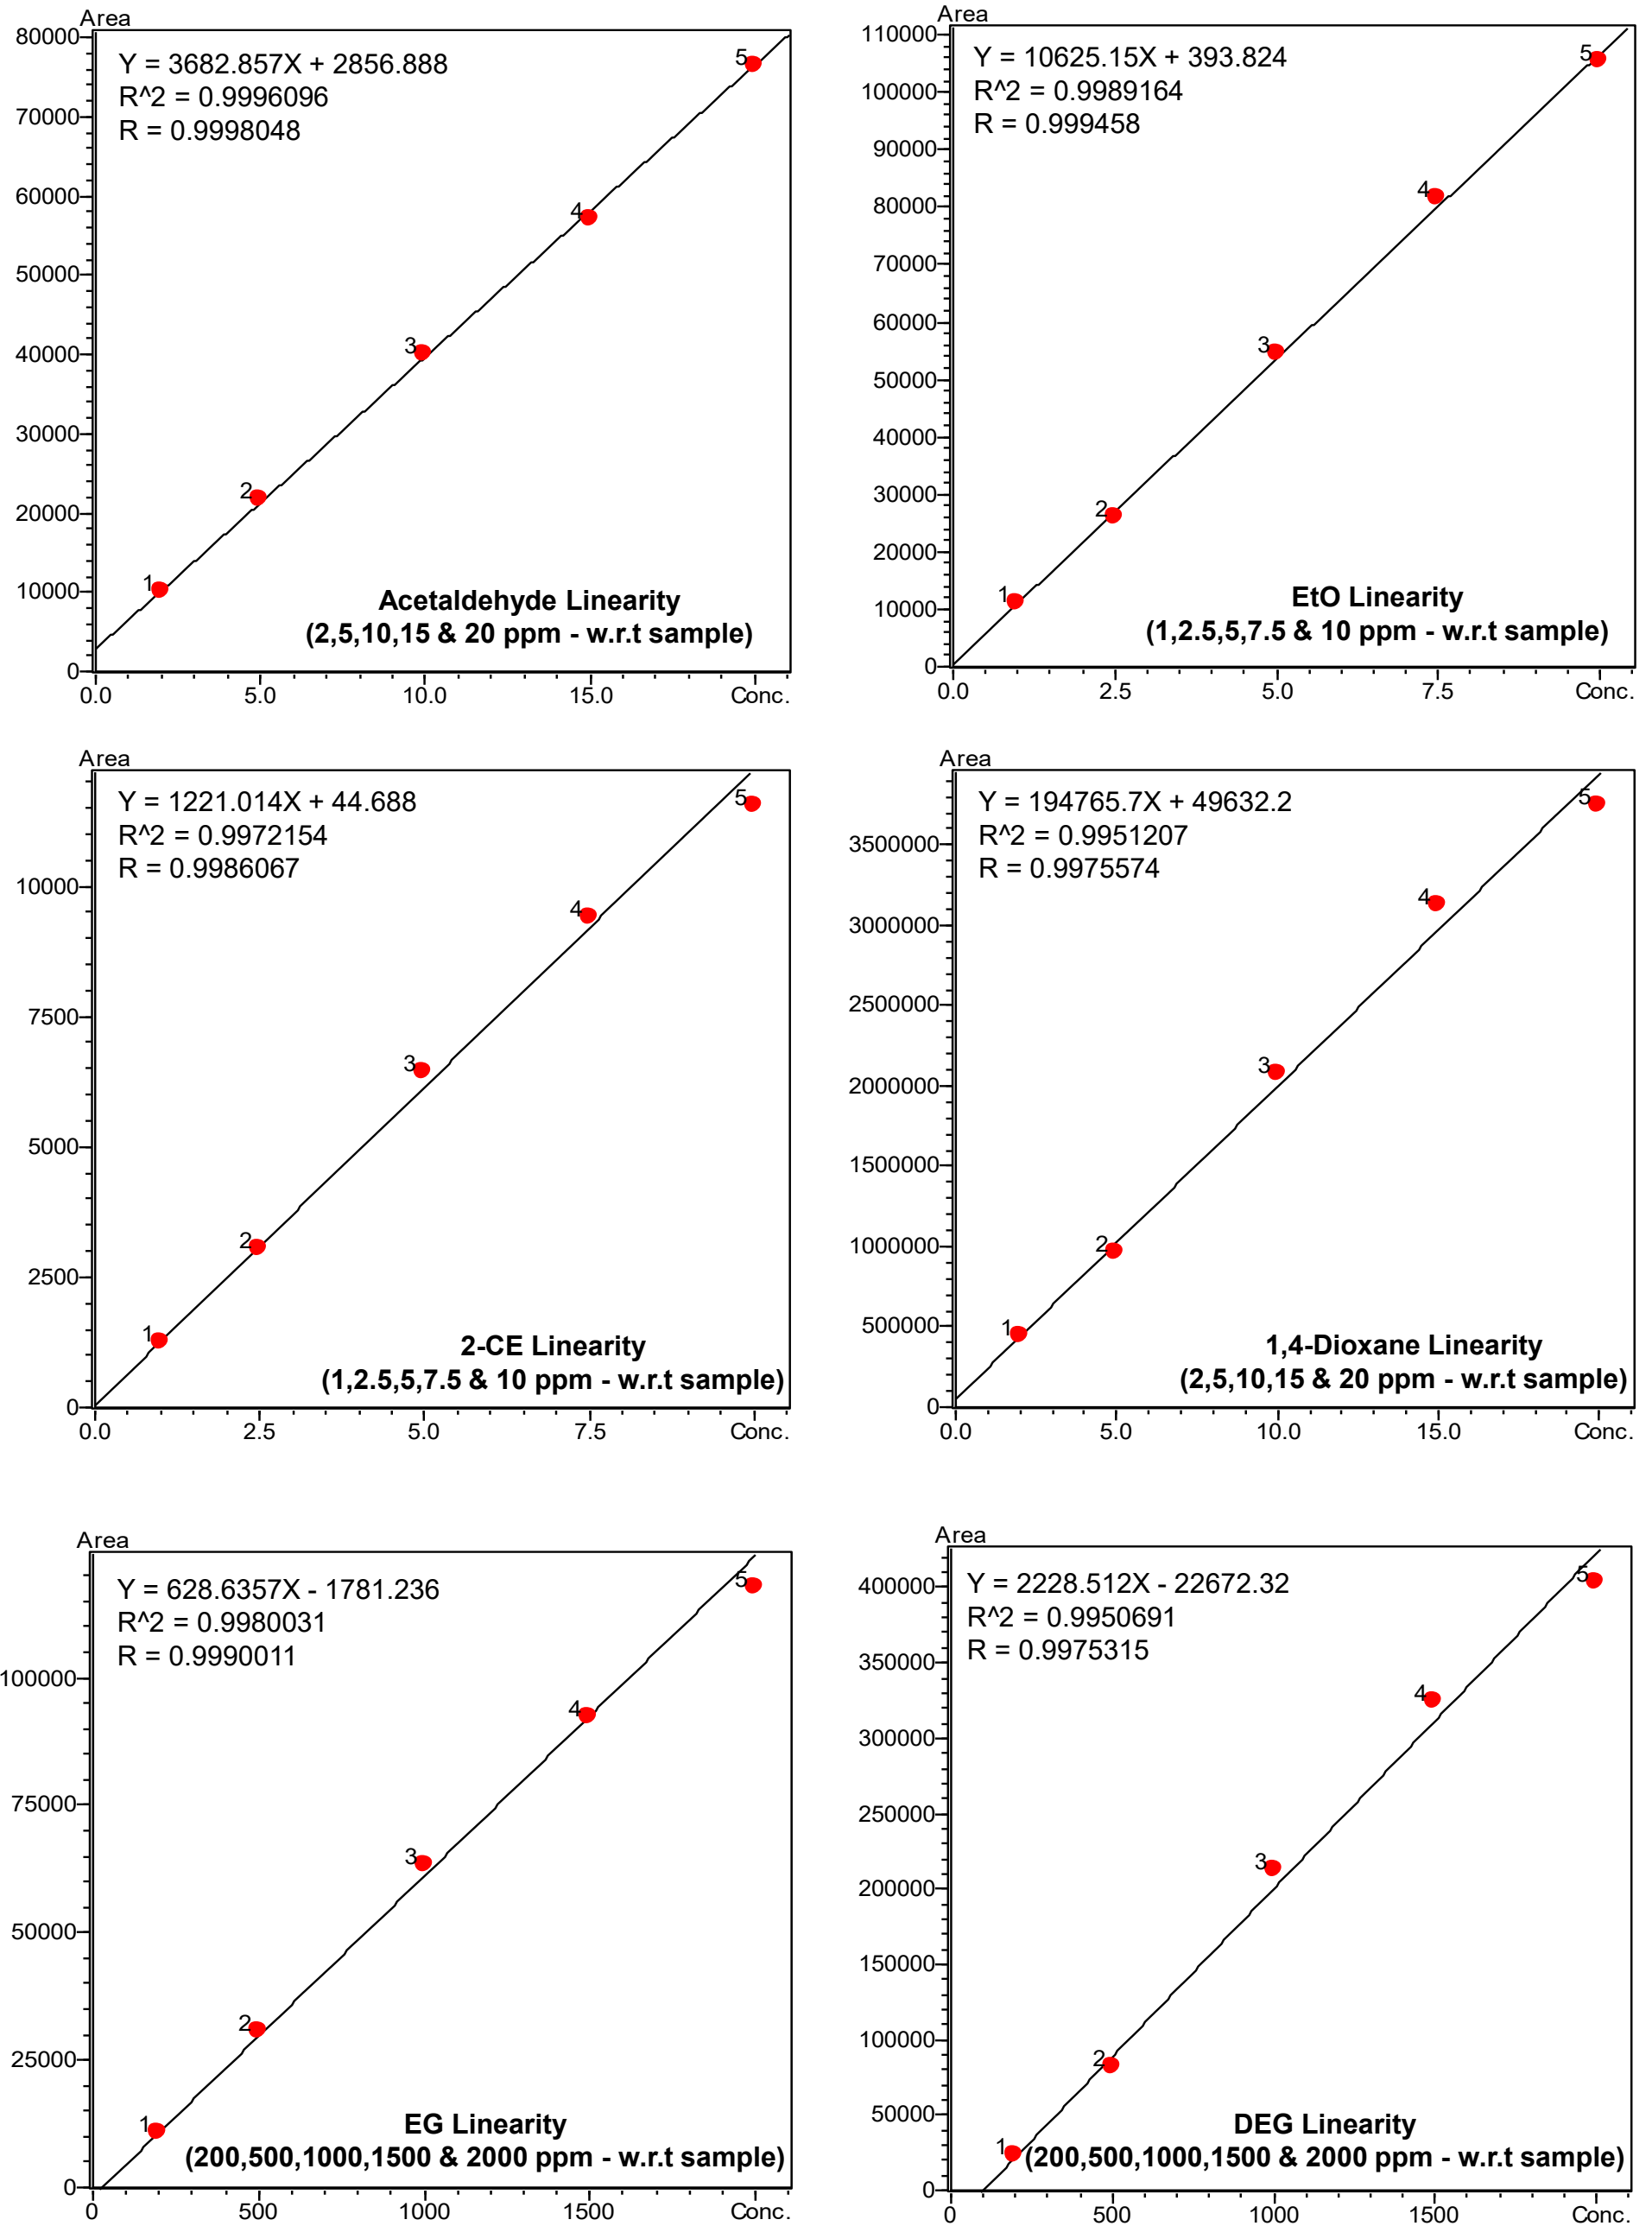 Area
80000
70000
60000
50000
40000
30000
20000
10000
0
Y = 3682.857X + 2856.888
R^2 = 0.9996096
R = 0.9998048
5
4
3
2
1
Acetaldehyde Linearity
(2,5,10,15 & 20 ppm - w.r.t sample)
0.0 5.0 10.0 15.0 Conc.
Area
110000
100000
90000
80000
70000
60000
50000
40000
30000
20000
10000
0
Y = 10625.15X + 393.824
R^2 = 0.9989164
R = 0.999458
5
4
3
2
1
EtO Linearity
(1,2.5,5,7.5 & 10 ppm - w.r.t sample)
0.0 2.5 5.0 7.5 Conc.
Area
10000
7500
5000
2500
0
Y = 1221.014X + 44.688
R^2 = 0.9972154
R = 0.9986067
5
4
3
2
1
2-CE Linearity
(1,2.5,5,7.5 & 10 ppm - w.r.t sample)
0.0 2.5 5.0 7.5 Conc.
Area
3500000
3000000
2500000
2000000
1500000
1000000
500000
0
Y = 194765.7X + 49632.2
R^2 = 0.9951207
R = 0.9975574
5
4
3
2
1
1,4-Dioxane Linearity
(2,5,10,15 & 20 ppm - w.r.t sample)
0.0 5.0 10.0 15.0 Conc.
Area
100000
75000
50000
25000
0
Y = 628.6357X - 1781.236
R^2 = 0.9980031
R = 0.9990011
5
4
3
2
1
EG Linearity
(200,500,1000,1500 & 2000 ppm - w.r.t sample)
0 500 1000 1500 Conc.
Area
400000
350000
300000
250000
200000
150000
100000
50000
0
Y = 2228.512X - 22672.32
R^2 = 0.9950691
R = 0.9975315
5
4
3
2
1
DEG Linearity
(200,500,1000,1500 & 2000 ppm - w.r.t sample)
0 500 1000 1500 Conc.